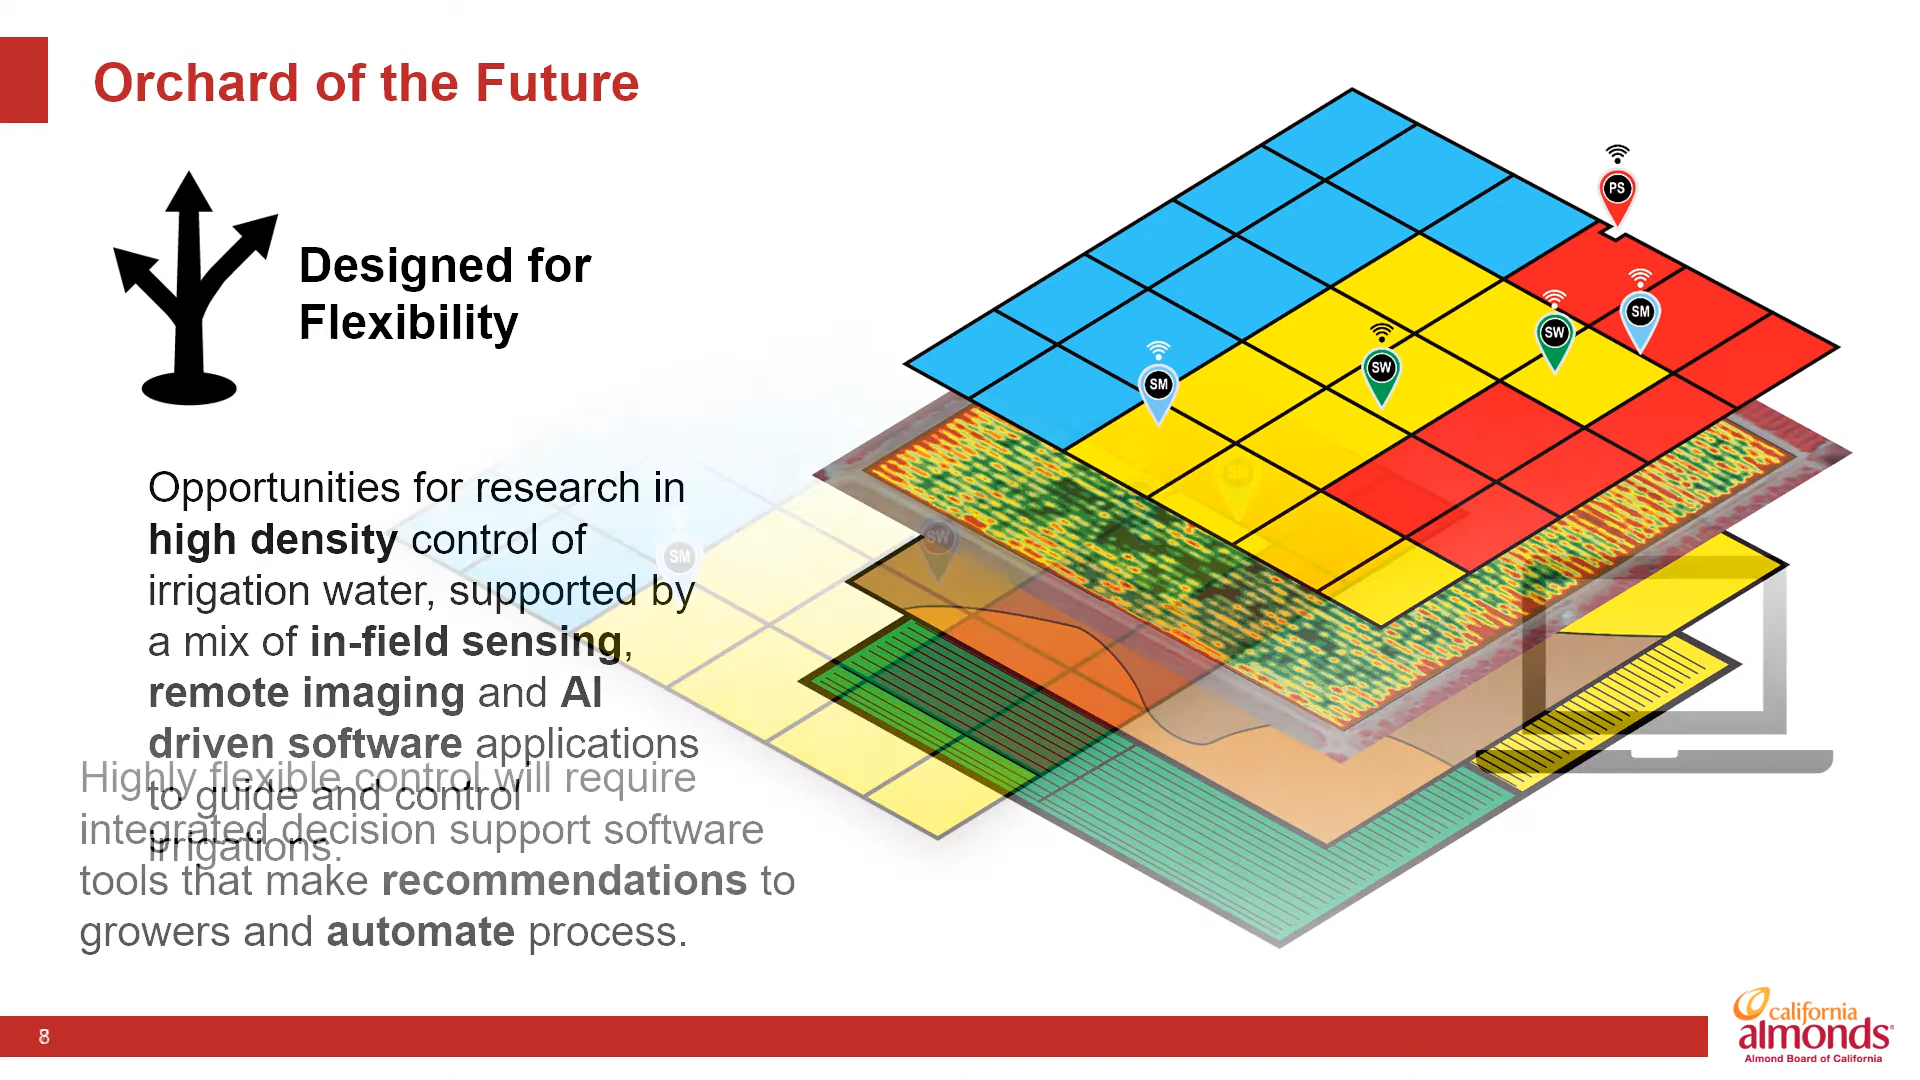 Orchard of the Future
Designed for
Flexibility
Opportunities for research in
high density control of
irrigation water, supported by
a mix of in-field sensing,
remote imaging and AI
driven software applications
to guide and control
irrigations.
Highly flexible control will require
integrated decision support software
tools that make recommendations to
growers and automate process.
PS
SM
SW
SW
SM
SM
SW
8
california
almonds®
Almond Board of California